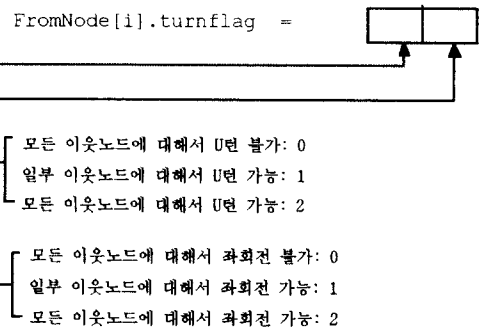 FromNode[i].turnflag =
모든 이웃노드에 대해서 U턴 불가: 0
일부 이웃노드에 대해서 U턴 가능: 1
모든 이웃노드에 대해서 U턴 가능: 2
모든 이웃노드에 대해서 좌회전 불가: 0
일부 이웃노드에 대해서 좌회전 가능: 1
모든 이웃노드에 대해서 좌회전 가능: 2